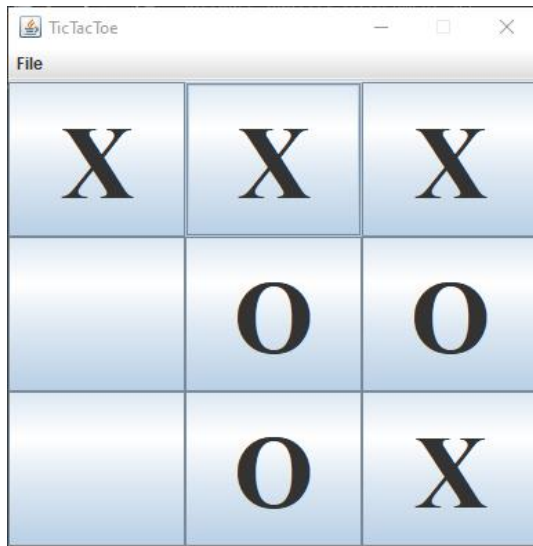 TicTacToe
File
X X X
O O
O X